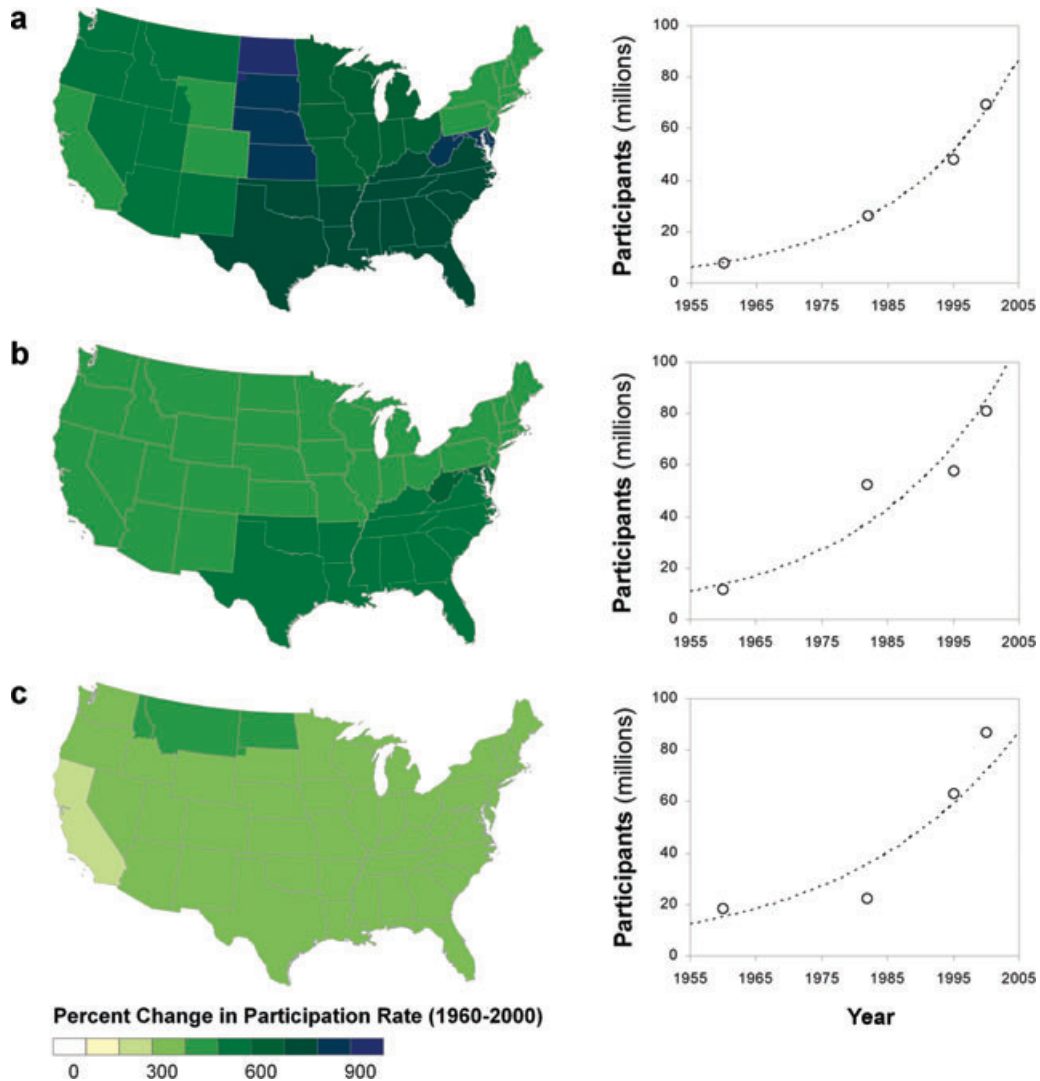 a
Participants (millions)
100
80
60
40
20
0
1955 1965 1975 1985 1995 2005
b
Participants (millions)
100
80
60
40
20
0
1955 1965 1975 1985 1995 2005
c
Participants (millions)
100
80
60
40
20
0
1955 1965 1975 1985 1995 2005
Year
Percent Change in Participation Rate (1960-2000)
0 300 600 900